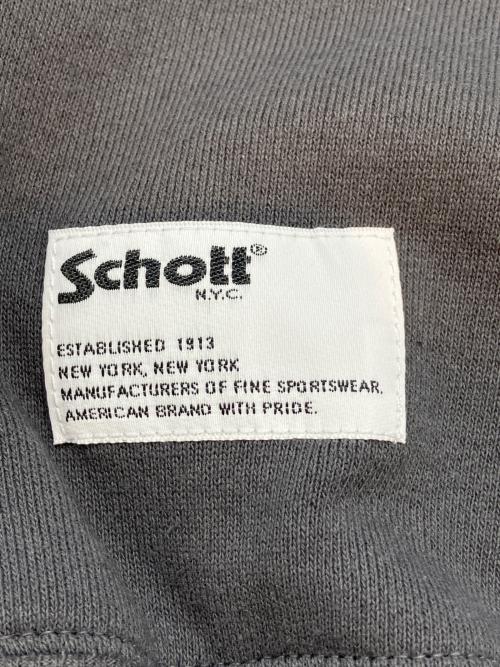 Schott®
N.Y.C.
ESTABLISHED 1913
NEW YORK, NEW YORK
MANUFACTURERS OF FINE SPORTSWEAR.
AMERICAN BRAND WITH PRIDE.